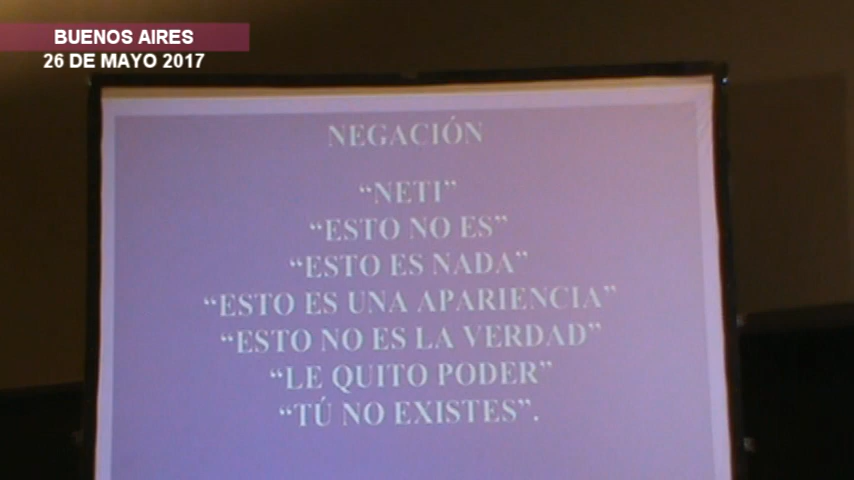 BUENOS AIRES
26 DE MAYO 2017
NEGACIÓN
“NETI”
“ESTO NO ES”
“ESTO ES NADA”
“ESTO ES UNA APARIENCIA”
“ESTO NO ES LA VERDAD”
“LE QUITO PODER”
“TÚ NO EXISTES”.